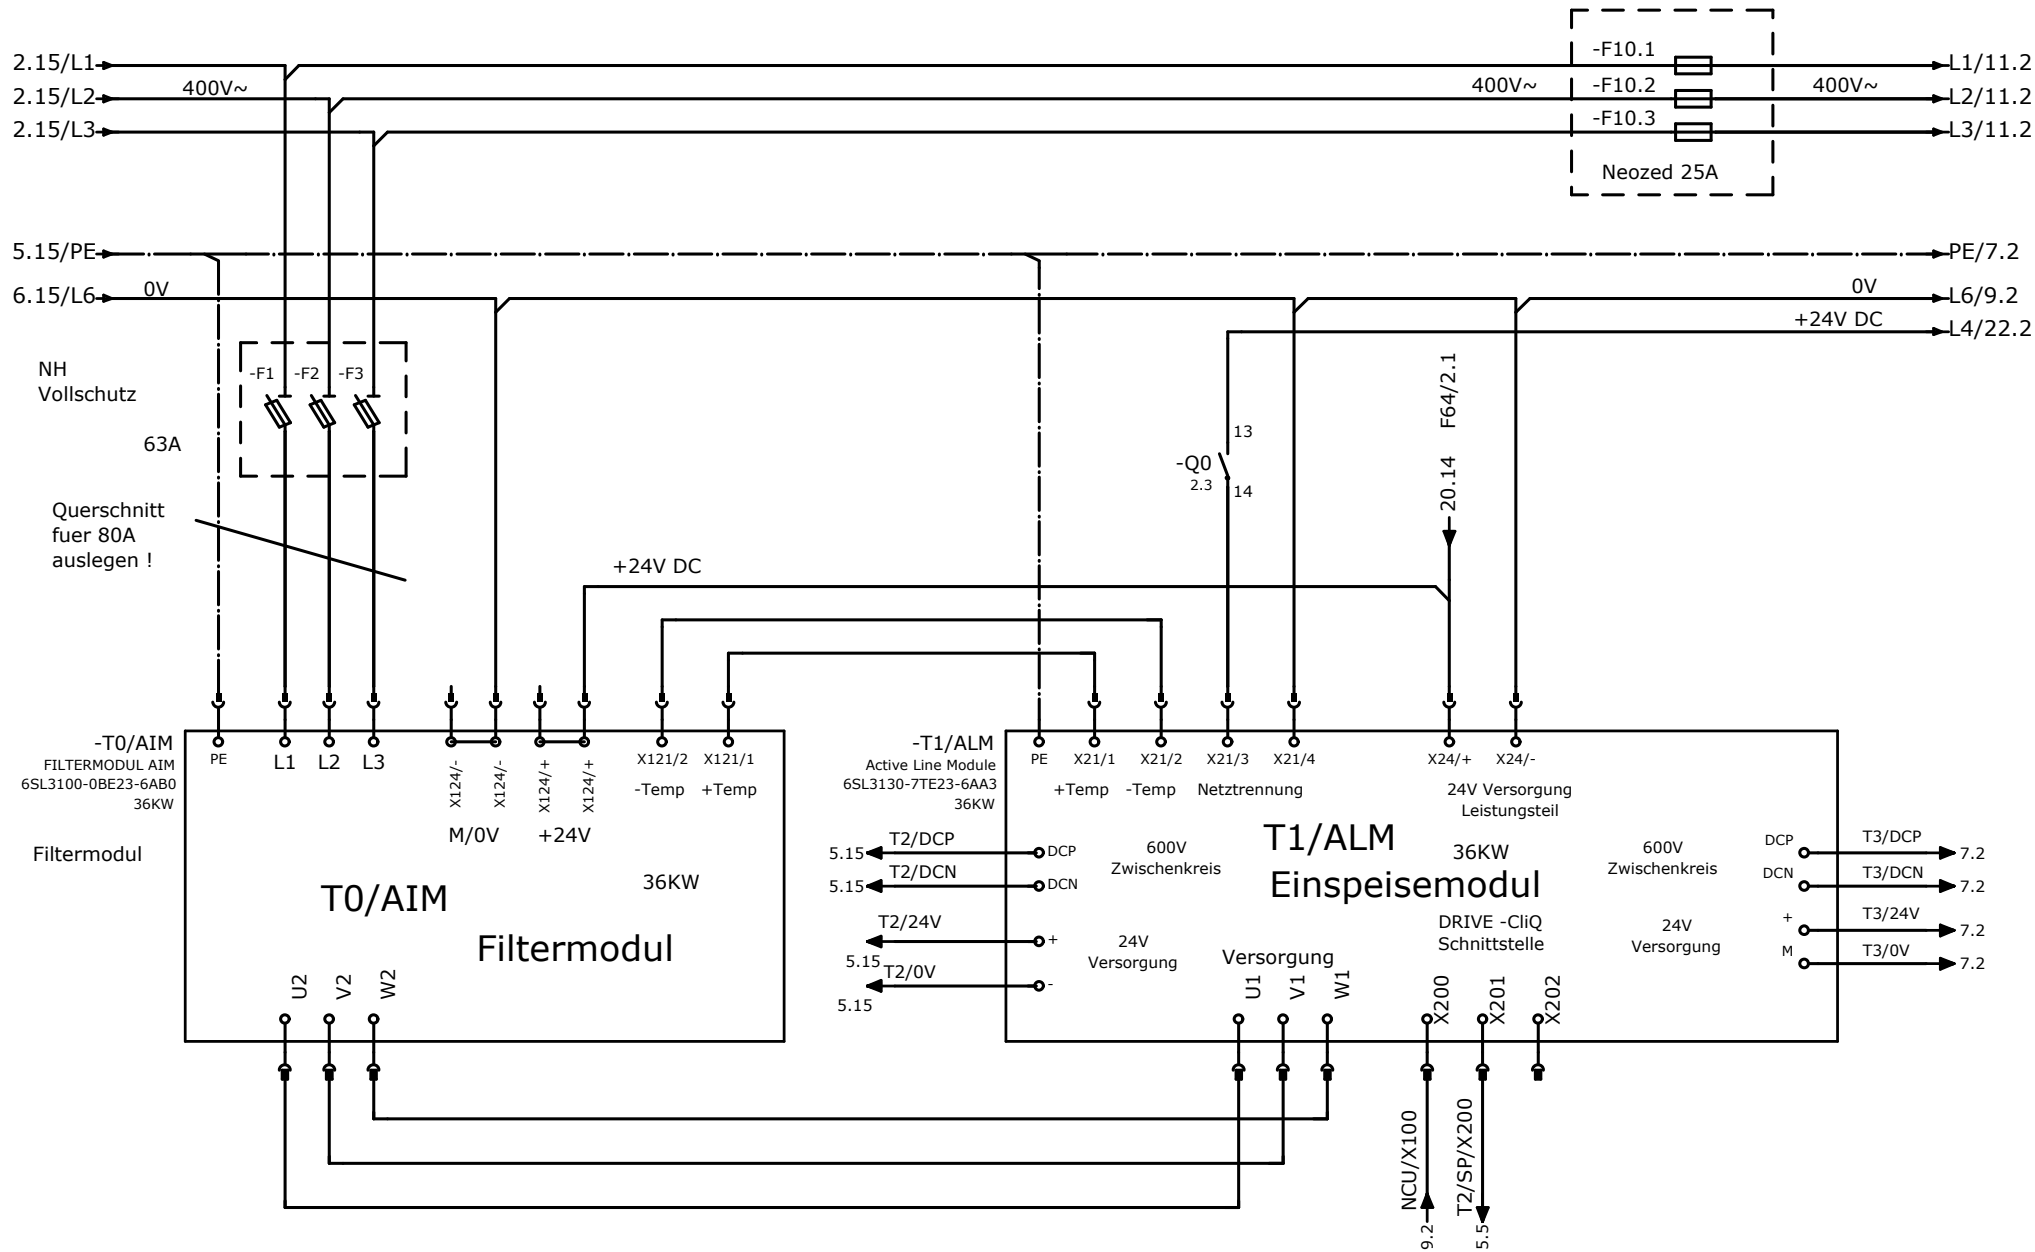 2.15/L1
2.15/L2
2.15/L3
400V~
400V~
-F10.1
-F10.2
-F10.3
Neozed 25A
400V~
L1/11.2
L2/11.2
L3/11.2
5.15/PE
PE/7.2
6.15/L6
0V
0V
L6/9.2
+24V DC
L4/22.2
NH
Vollschutz
63A
-F1
-F2
-F3
Querschnitt
fuer 80A
auslegen !
-Q0
2.3
13
14
20.14
F64/2.1
+24V DC
-T0/AIM
FILTERMODUL AIM
6SL3100-0BE23-6AB0
36KW
Filtermodul
PE
L1
L2
L3
X124/-
X124/-
X124/+
X124/+
M/0V
+24V
X121/2
X121/1
-Temp
+Temp
36KW
T0/AIM
Filtermodul
U2
V2
W2
-T1/ALM
Active Line Module
6SL3130-7TE23-6AA3
36KW
PE
X21/1
X21/2
X21/3
X21/4
X24/+
X24/-
+Temp
-Temp
Netztrennung
24V Versorgung
Leistungsteil
T2/DCP
5.15
DCP
T2/DCN
5.15
DCN
T2/24V
5.15
+
T2/0V
5.15
-
600V
Zwischenkreis
24V
Versorgung
T1/ALM
36KW
Einspeisemodul
DRIVE -CliQ
Schnittstelle
Versorgung
U1
V1
W1
X200
X201
X202
600V
Zwischenkreis
24V
Versorgung
DCP
T3/DCP
7.2
DCN
T3/DCN
7.2
+
T3/24V
7.2
M
T3/0V
7.2
NCU/X100
9.2
T2/SP/X200
5.5